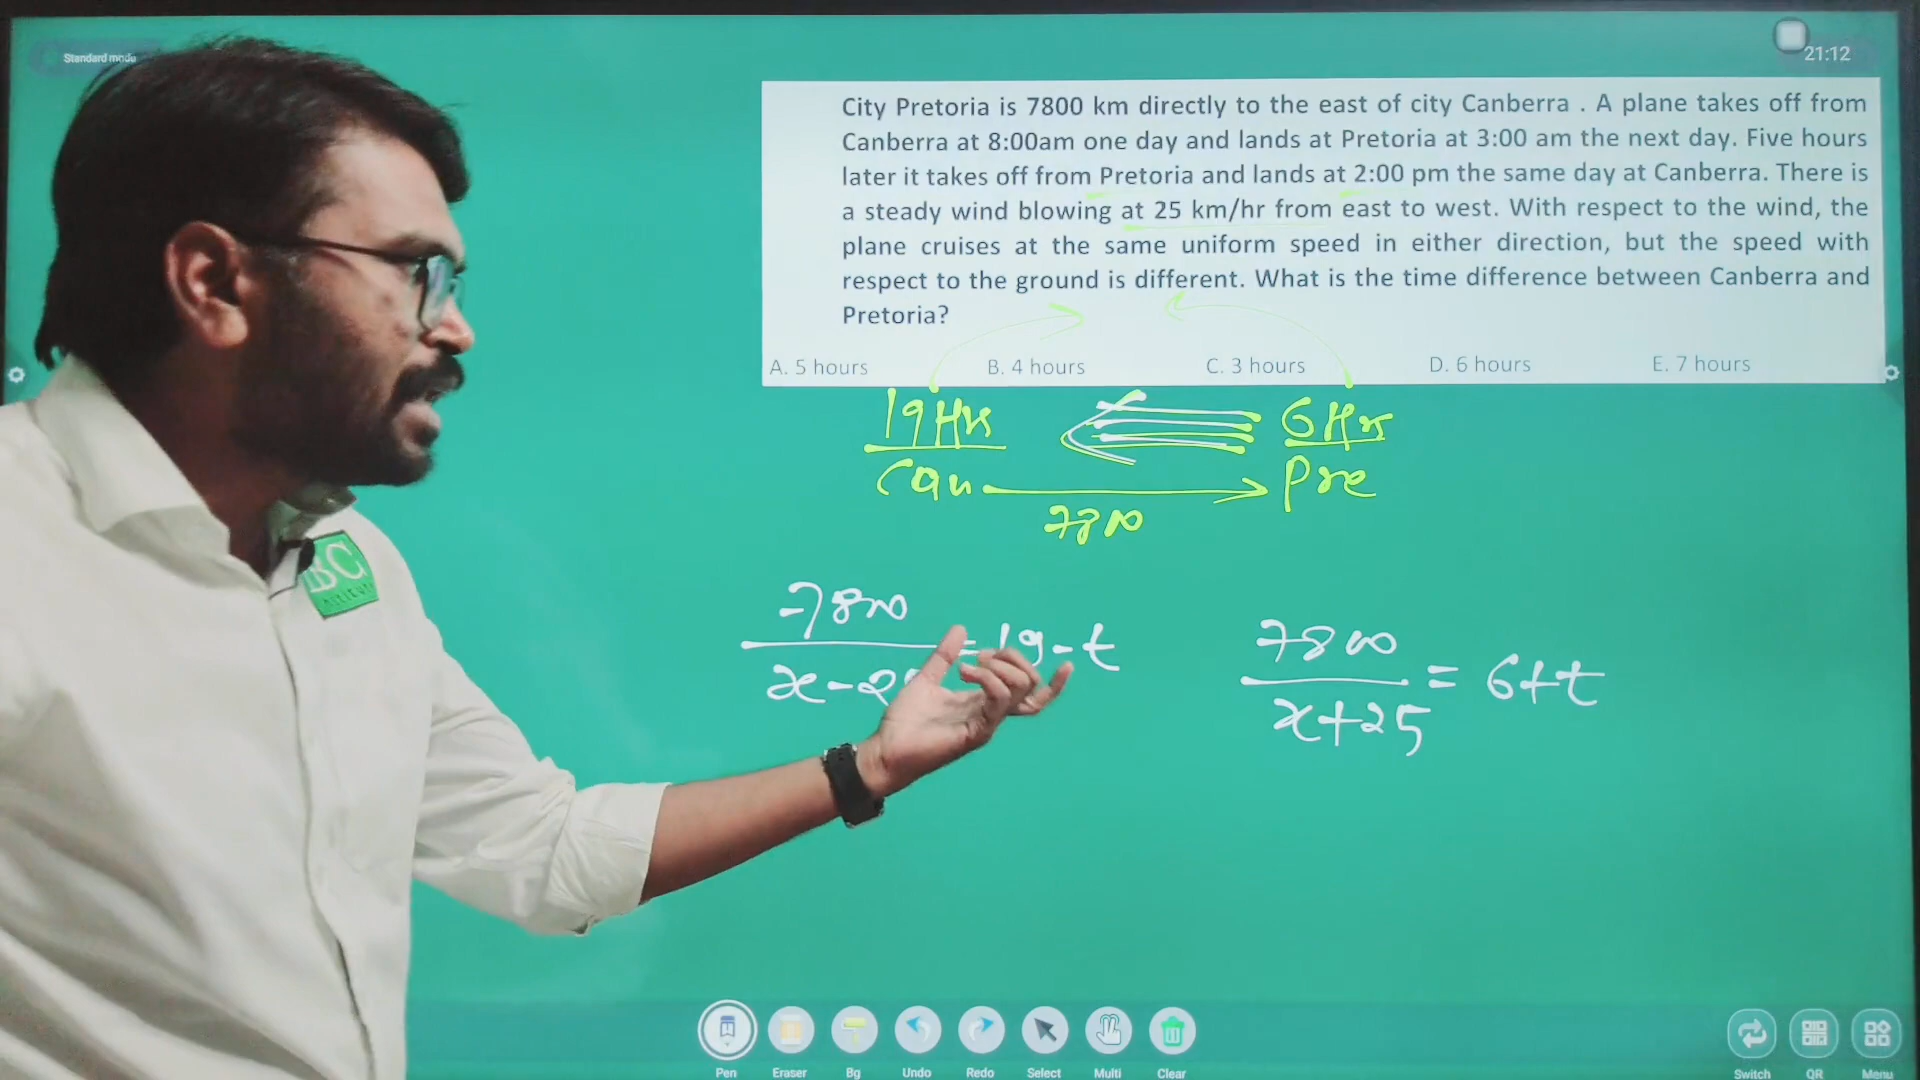 Standard mode
21:12
City Pretoria is 7800 km directly to the east of city Canberra . A plane takes off from
Canberra at 8:00am one day and lands at Pretoria at 3:00 am the next day. Five hours
later it takes off from Pretoria and lands at 2:00 pm the same day at Canberra. There is
a steady wind blowing at 25 km/hr from east to west. With respect to the wind, the
plane cruises at the same uniform speed in either direction, but the speed with
respect to the ground is different. What is the time difference between Canberra and
Pretoria?
A. 5 hours B. 4 hours C. 3 hours D. 6 hours E. 7 hours
19Hrs 6Hrs
Can Pre
7800
7800 = 19-t
x-2
7800 = 6+t
x+25
BC
Pen Eraser Bg Undo Redo Select Multi Clear
Switch QR Menu